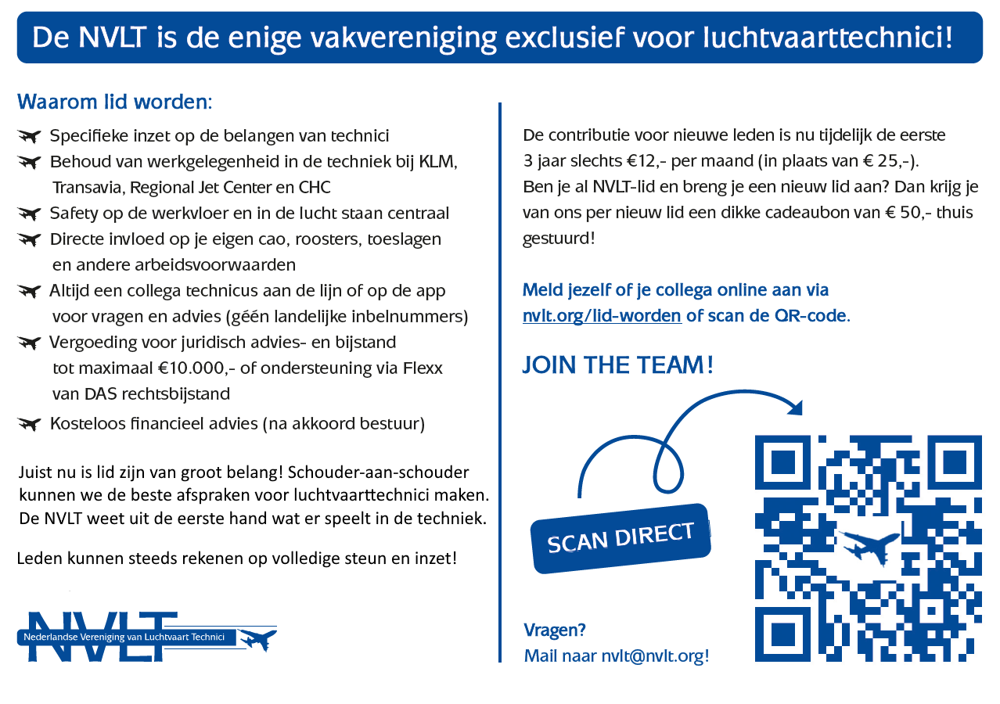 De NVLT is de enige vakvereniging exclusief voor luchtvaarttechnici!
Waarom lid worden:
Specifieke inzet op de belangen van technici
Behoud van werkgelegenheid in de techniek bij KLM,
Transavia, Regional Jet Center en CHC
Safety op de werkvloer en in de lucht staan centraal
Directe invloed op je eigen cao, roosters, toeslagen
en andere arbeidsvoorwaarden
Altijd een collega technicus aan de lijn of op de app
voor vragen en advies (géén landelijke inbelnummers)
Vergoeding voor juridisch advies- en bijstand
tot maximaal €10.000,- of ondersteuning via Flexx
van DAS rechtsbijstand
Kosteloos financieel advies (na akkoord bestuur)
Juist nu is lid zijn van groot belang! Schouder-aan-schouder
kunnen we de beste afspraken voor luchtvaarttechnici maken.
De NVLT weet uit de eerste hand wat er speelt in de techniek.
Leden kunnen steeds rekenen op volledige steun en inzet!
NVLT
Nederlandse Vereniging van Luchtvaart Technici
De contributie voor nieuwe leden is nu tijdelijk de eerste
3 jaar slechts €12,- per maand (in plaats van € 25,-).
Ben je al NVLT-lid en breng je een nieuw lid aan? Dan krijg je
van ons per nieuw lid een dikke cadeaubon van € 50,- thuis
gestuurd!
Meld jezelf of je collega online aan via
nvlt.org/lid-worden of scan de QR-code.
JOIN THE TEAM!
SCAN DIRECT
Vragen?
Mail naar nvlt@nvlt.org!